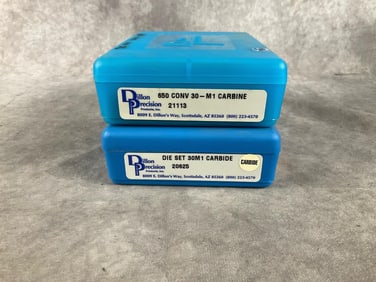 Dillon
Precision
Products, Inc.
650 CONV 30-M1 CARBINE
21113
8009 E. Dillon's Way, Scottsdale, AZ 85260 (800) 223-4570
Dillon
Precision
Products, Inc.
DIE SET 30M1 CARBIDE
20625
CARBIDE
8009 E. Dillon's Way, Scottsdale, AZ 85260 (800) 223-4570